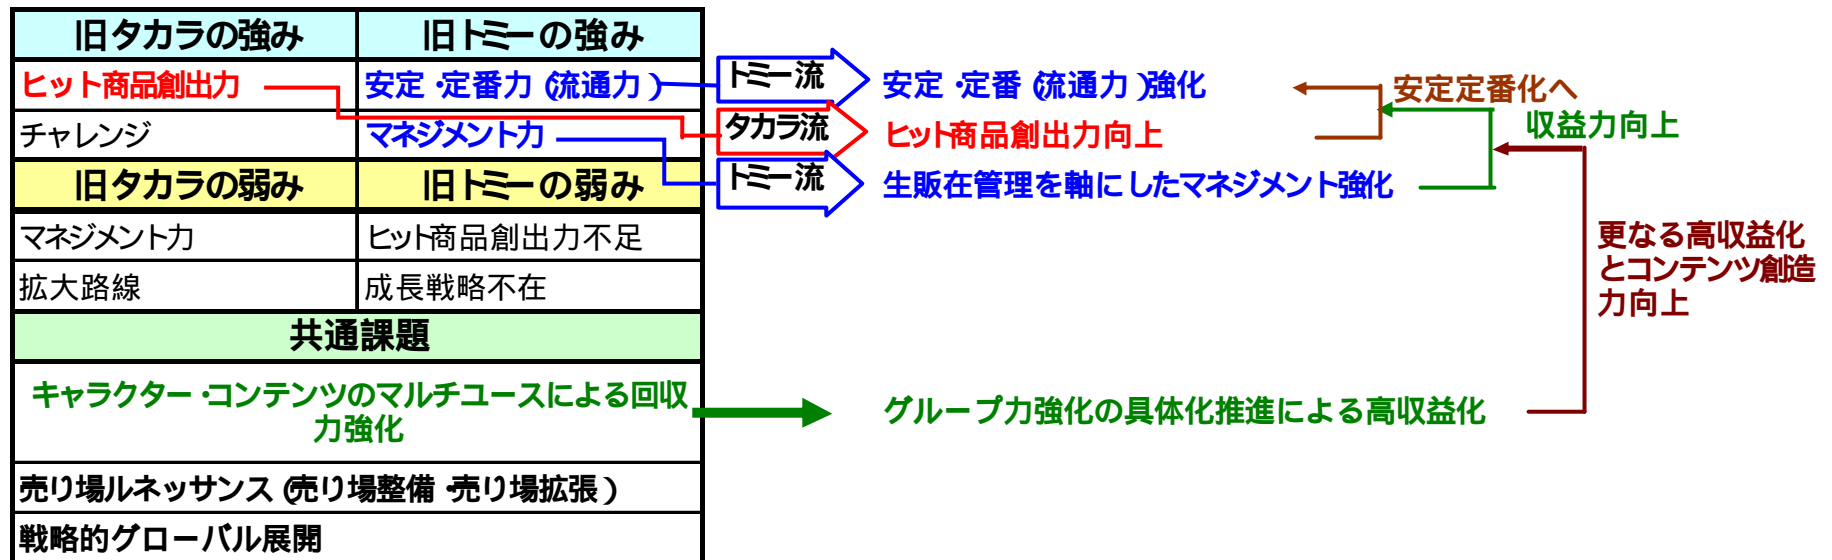 旧タカラの強み 旧トミーの強み
ヒット商品創出力 安定・定番力（流通力） トミー流 安定・定番（流通力）強化 安定定番化へ
チャレンジ マネジメント力 タカラ流 ヒット商品創出力向上 収益力向上
旧タカラの弱み 旧トミーの弱み トミー流 生販在管理を軸にしたマネジメント強化
マネジメント力 ヒット商品創出力不足
拡大路線 成長戦略不在
更なる高収益化
とコンテンツ創造
力向上
共通課題
キャラクター・コンテンツのマルチユースによる回収
力強化
グループ力強化の具体化推進による高収益化
売り場ルネッサンス（売り場整備・売り場拡張）
戦略的グローバル展開